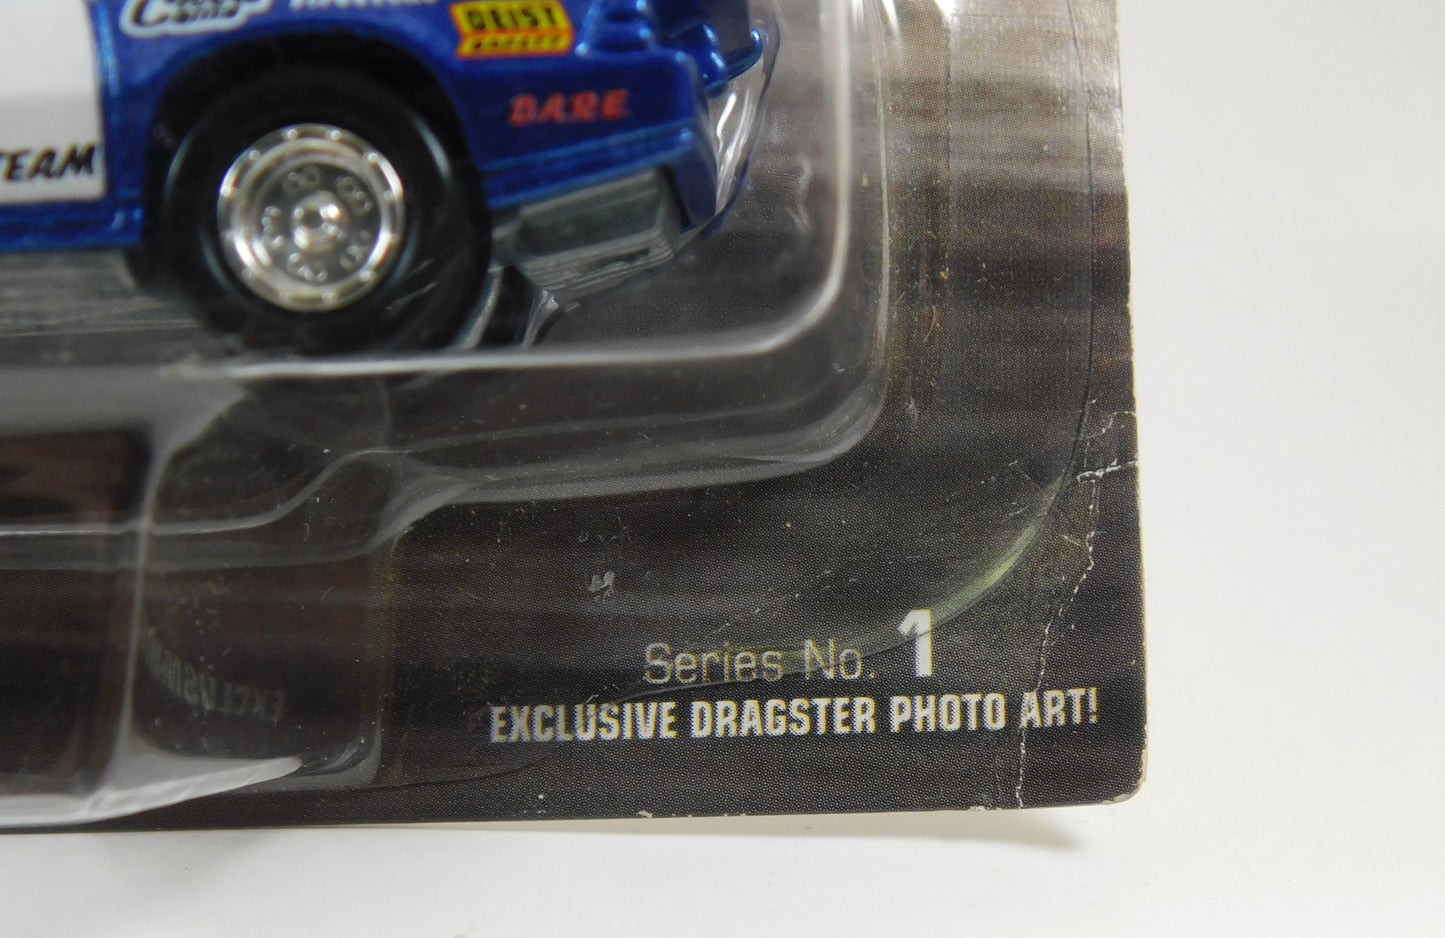 GEIST
D.A.R.E.
TEAM
Series No. 1
EXCLUSIVE DRAGSTER PHOTO ART!